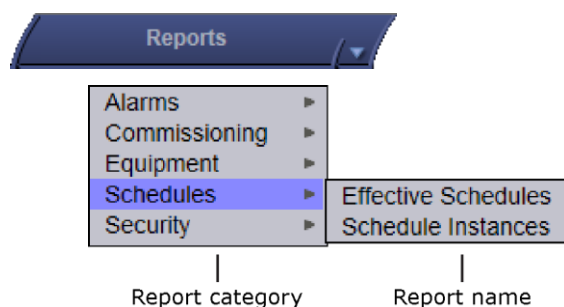 Reports
Alarms
Commissioning
Equipment
Schedules
Security
Effective Schedules
Schedule Instances
Report category
Report name